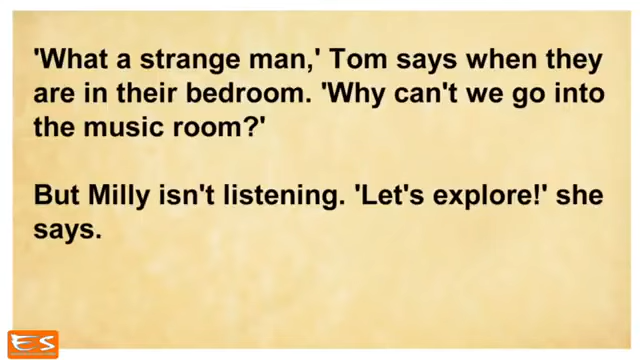 'What a strange man,' Tom says when they
are in their bedroom. 'Why can't we go into
the music room?'
But Milly isn't listening. 'Let's explore!' she
says.
ES